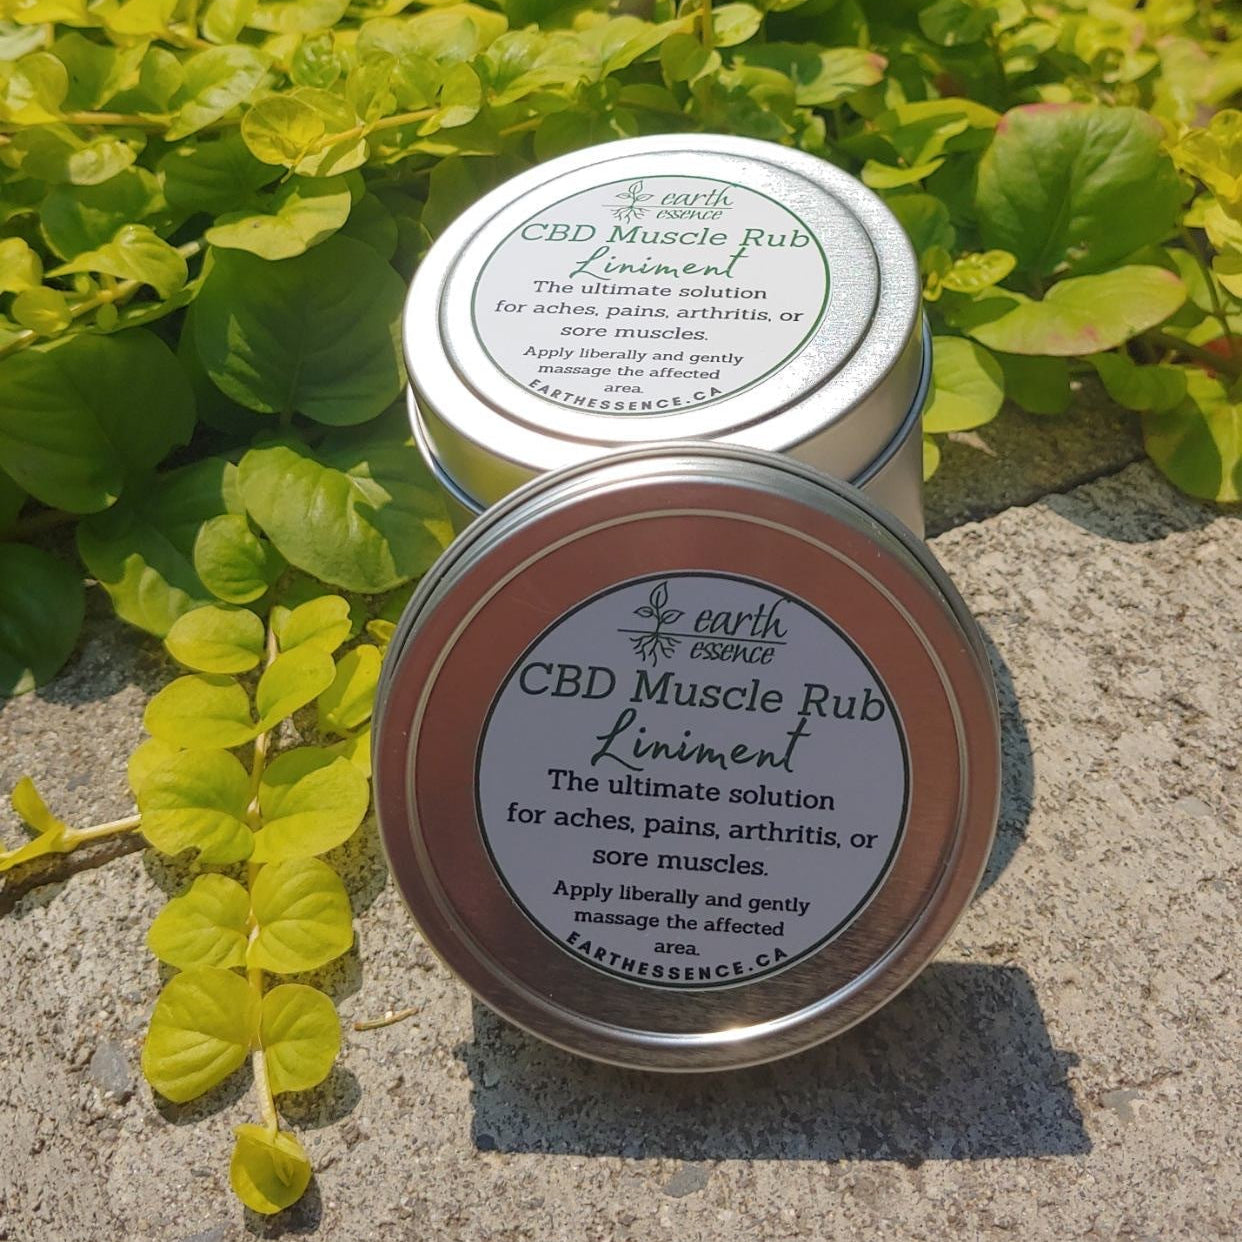 earth
essence
CBD Muscle Rub
Liniment
The ultimate solution
for aches, pains, arthritis, or
sore muscles.
Apply liberally and gently
massage the affected
area.
EARTHESSENCE.CA
earth
essence
CBD Muscle Rub
Liniment
The ultimate solution
for aches, pains, arthritis, or
sore muscles.
Apply liberally and gently
massage the affected
area.
EARTHESSENCE.CA